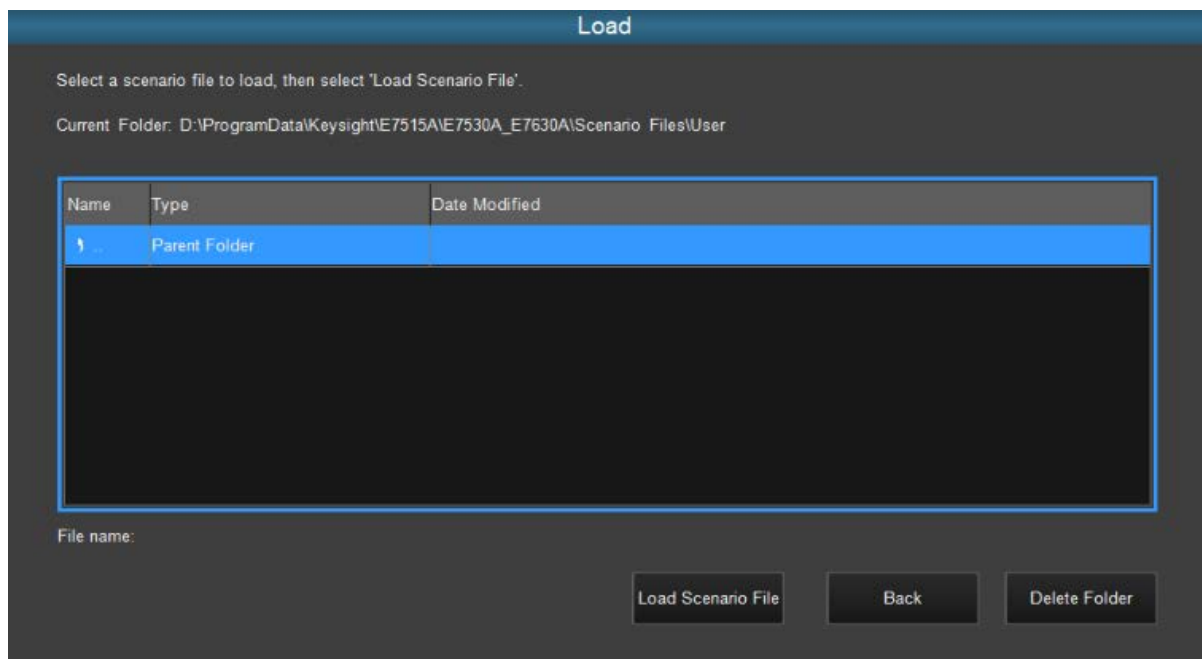 Load
Select a scenario file to load, then select 'Load Scenario File'.
Current Folder: D:\ProgramData\Keysight\E7515A\E7530A_E7630A\Scenario Files\User
Name Type Date Modified
.. Parent Folder
File name:
Load Scenario File Back Delete Folder